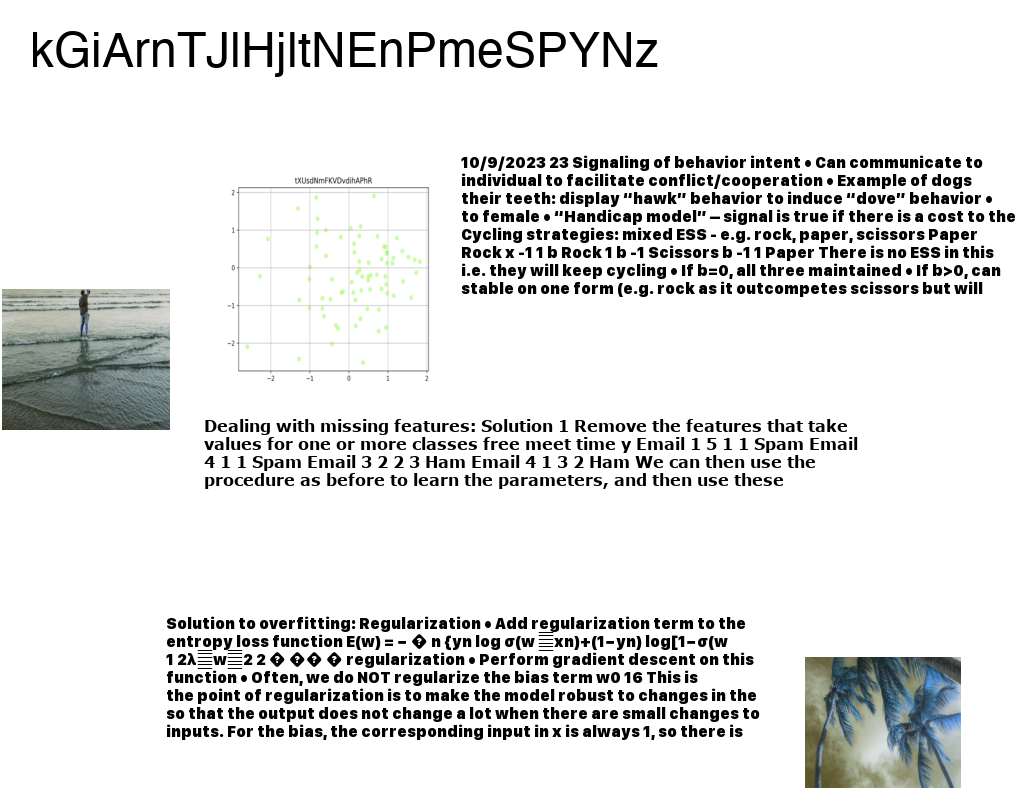 kGiArnTJIHjItNEnPmeSPYNz
10/9/2023 23 Signaling of behavior intent • Can communicate to
individual to facilitate conflict/cooperation • Example of dogs
their teeth: display “hawk” behavior to induce “dove” behavior •
to female • “Handicap model” – signal is true if there is a cost to the
Cycling strategies: mixed ESS - e.g. rock, paper, scissors Paper
Rock x -1 1 b Rock 1 b -1 Scissors b -1 1 Paper There is no ESS in this
i.e. they will keep cycling • If b=0, all three maintained • If b>0, can
stable on one form (e.g. rock as it outcompetes scissors but will
tXUsdNmFKVDvdihAPhR
2
1
0
−1
−2
−2 −1 0 1 2
Dealing with missing features: Solution 1 Remove the features that take
values for one or more classes free meet time y Email 1 5 1 1 Spam Email
4 1 1 Spam Email 3 2 2 3 Ham Email 4 1 3 2 Ham We can then use the
procedure as before to learn the parameters, and then use these
Solution to overfitting: Regularization • Add regularization term to the
entropy loss function E(w) = − � n {yn log σ(w xn)+(1−yn) log[1−σ(w
1 2λ w 2 2 � �� � regularization • Perform gradient descent on this
function • Often, we do NOT regularize the bias term w0 16 This is
the point of regularization is to make the model robust to changes in the
so that the output does not change a lot when there are small changes to
inputs. For the bias, the corresponding input in x is always 1, so there is